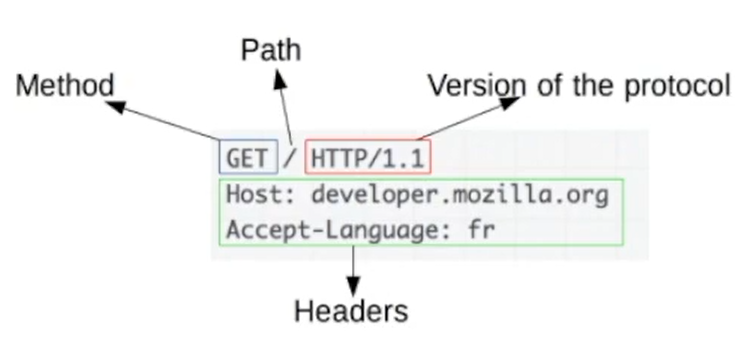 Path
Method
Version of the protocol
GET / HTTP/1.1
Host: developer.mozilla.org
Accept-Language: fr
Headers